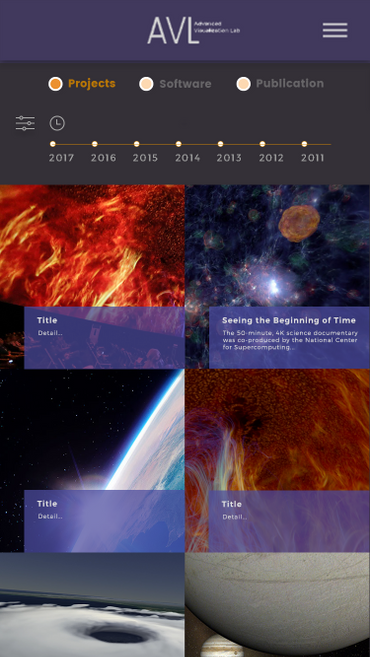 AVL Advanced
Visualization Lab
Projects Software Publication
2017 2016 2015 2014 2013 2012 2011
Title
Detail...
Seeing the Beginning of Time
The 50-minute, 4K science documentary
was co-produced by the National Center
for Supercomputing...
Title
Detail...
Title
Detail...